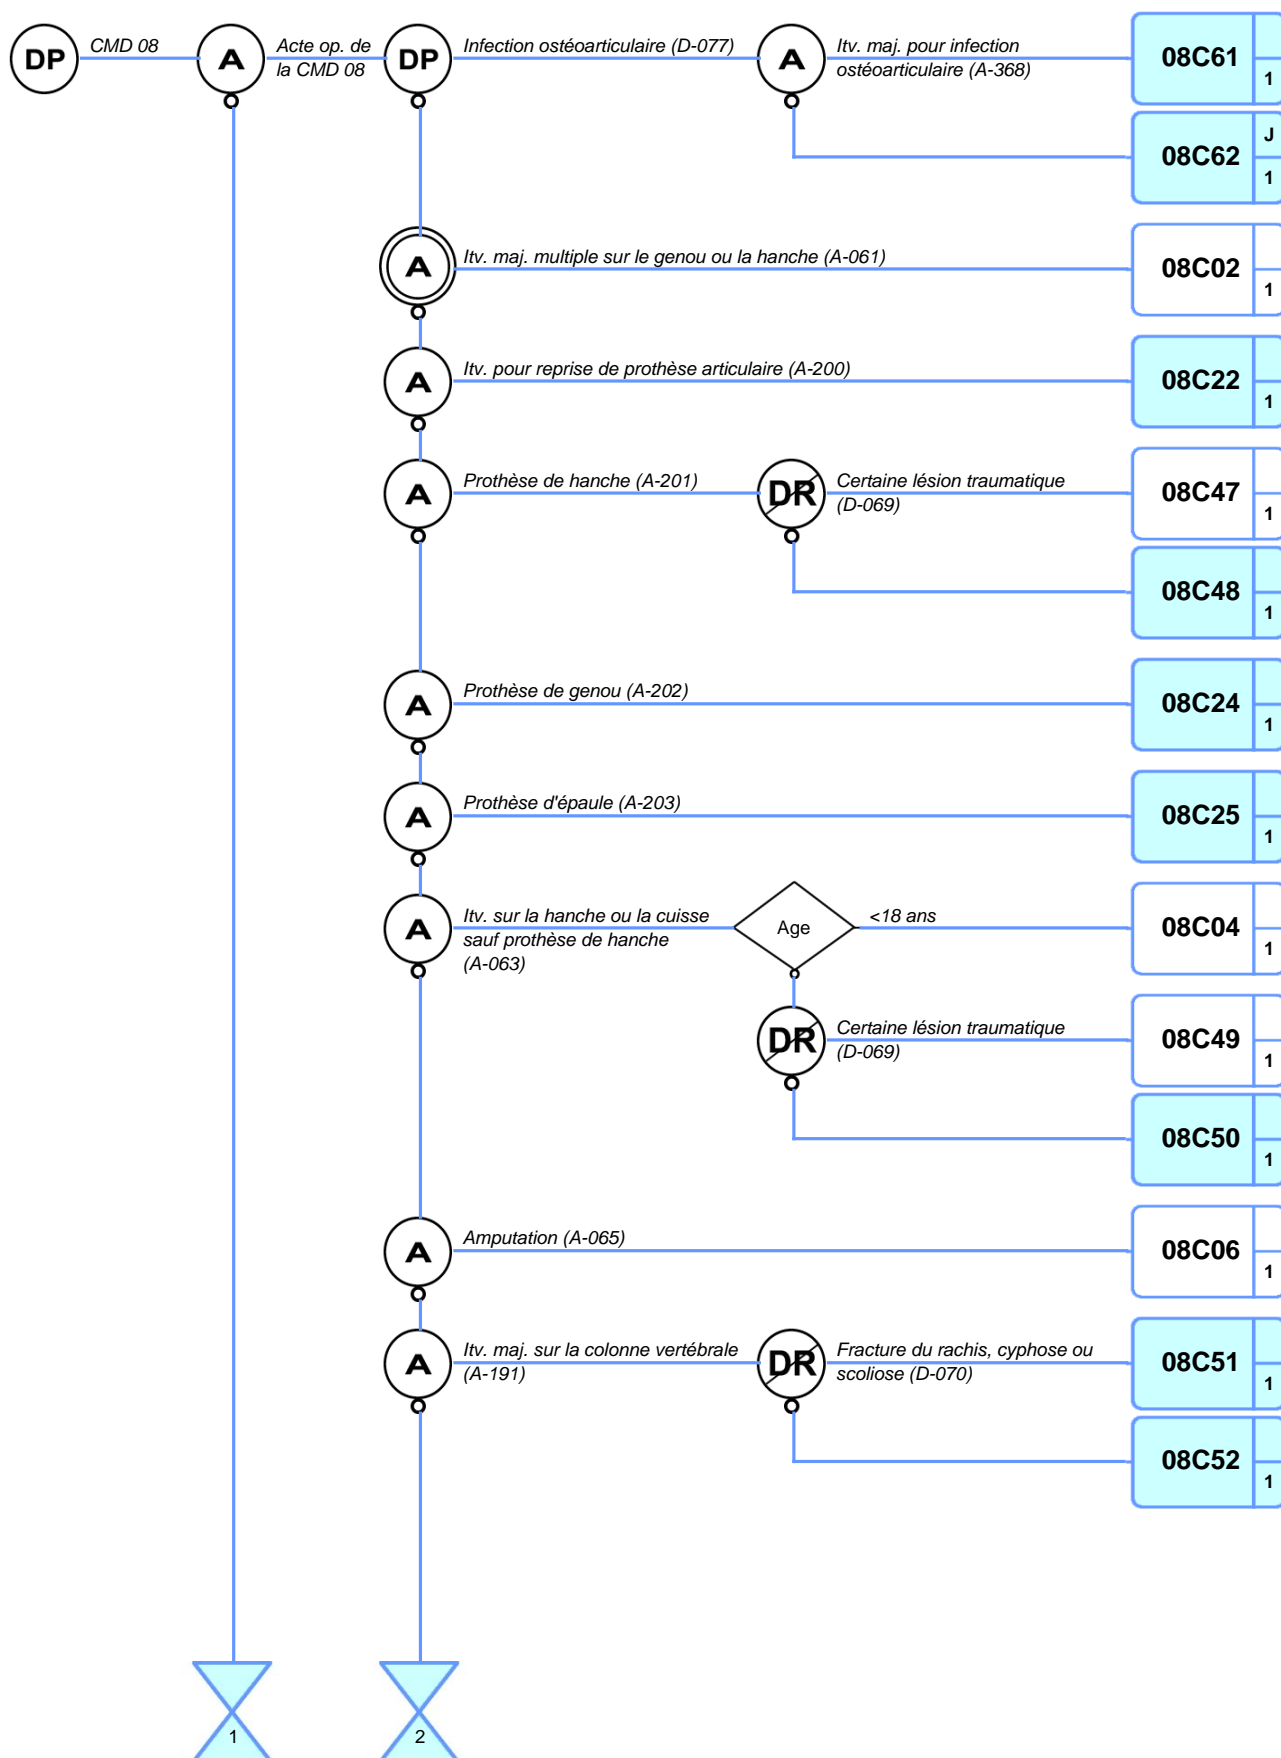 DP
CMD 08
A
Acte op. de
la CMD 08
DP
Infection ostéoarticulaire (D-077)
A
Itv. maj. pour infection
ostéoarticulaire (A-368)
08C61
1
08C62
J
1
A
Itv. maj. multiple sur le genou ou la hanche (A-061)
08C02
1
A
Itv. pour reprise de prothèse articulaire (A-200)
08C22
1
A
Prothèse de hanche (A-201)
DR
Certaine lésion traumatique
(D-069)
08C47
1
08C48
1
A
Prothèse de genou (A-202)
08C24
1
A
Prothèse d'épaule (A-203)
08C25
1
A
Itv. sur la hanche ou la cuisse
sauf prothèse de hanche
(A-063)
Age
<18 ans
08C04
1
DR
Certaine lésion traumatique
(D-069)
08C49
1
08C50
1
A
Amputation (A-065)
08C06
1
A
Itv. maj. sur la colonne vertébrale
(A-191)
DR
Fracture du rachis, cyphose ou
scoliose (D-070)
08C51
1
08C52
1
1
2